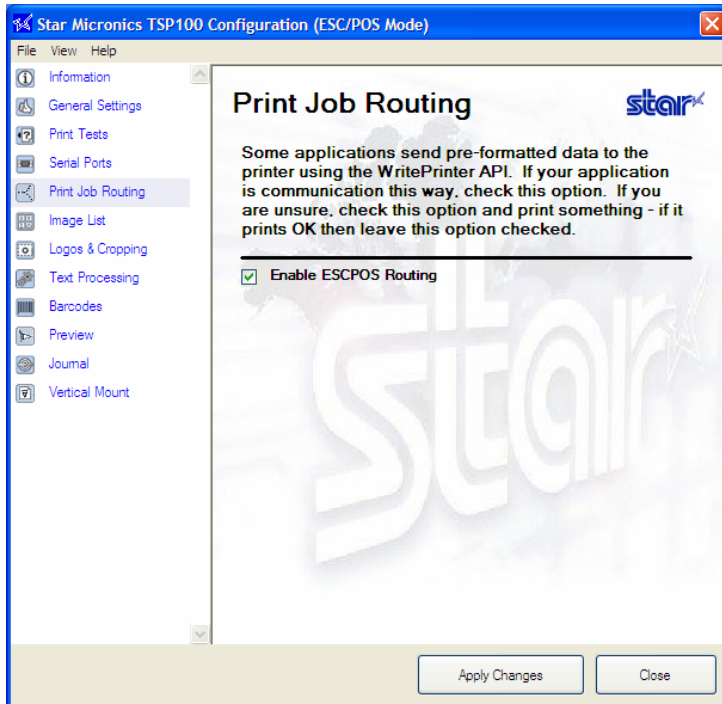 Star Micronics TSP100 Configuration (ESC/POS Mode)
File View Help
Information
General Settings
Print Tests
Serial Ports
Print Job Routing
Image List
Logos & Cropping
Text Processing
Barcodes
Preview
Journal
Vertical Mount
Print Job Routing
star
Some applications send pre-formatted data to the
printer using the WritePrinter API. If your application
is communication this way, check this option. If you
are unsure, check this option and print something - if it
prints OK then leave this option checked.
Enable ESCPOS Routing
star
Apply Changes
Close